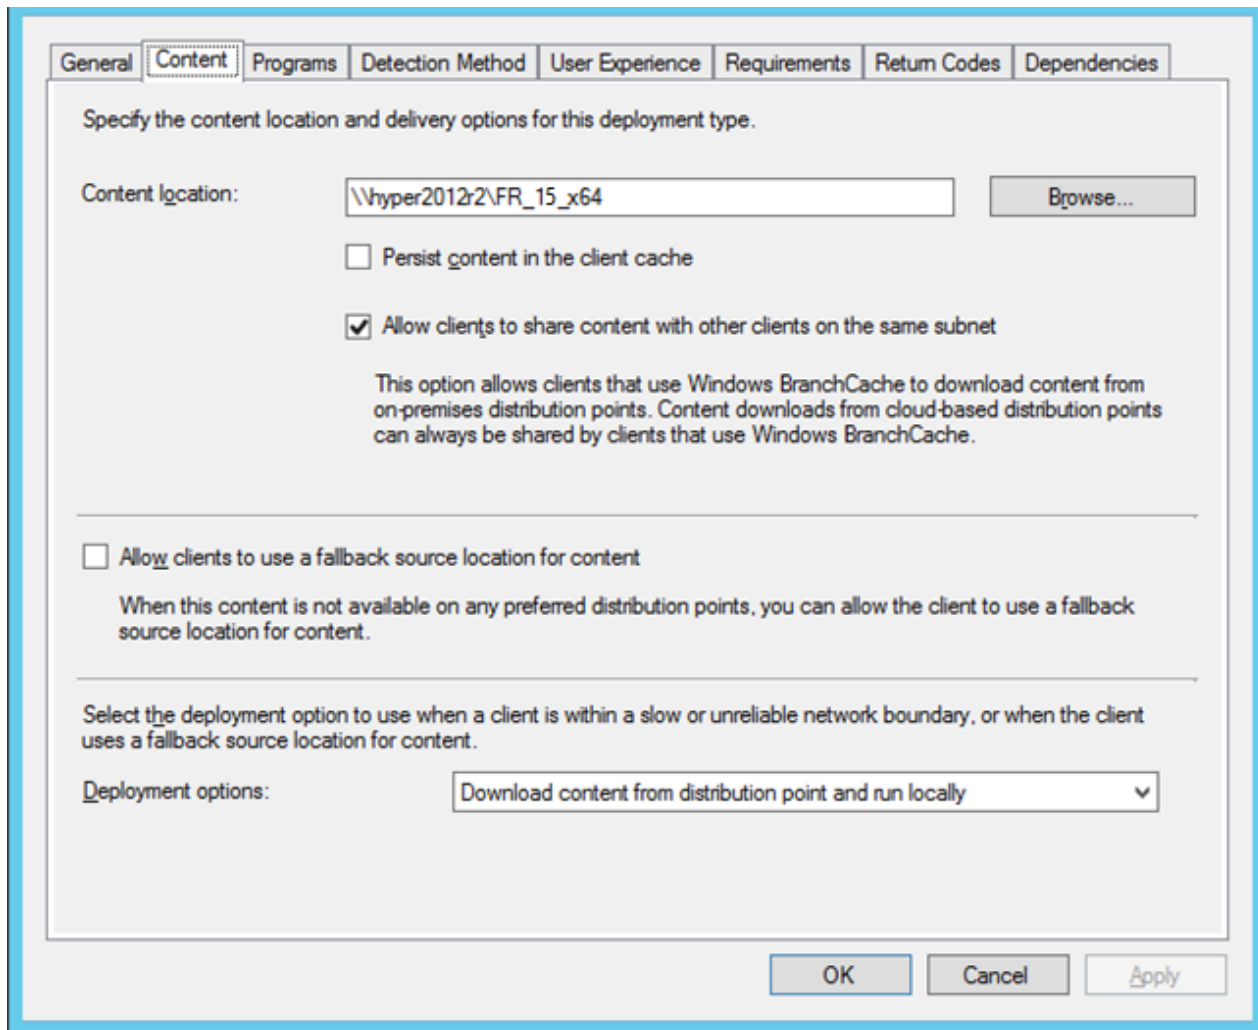 General Content Programs Detection Method User Experience Requirements Return Codes Dependencies
Specify the content location and delivery options for this deployment type.
Content location: \\hyper2012r2\FR_15_x64 Browse...
Persist content in the client cache
Allow clients to share content with other clients on the same subnet
This option allows clients that use Windows BranchCache to download content from
on-premises distribution points. Content downloads from cloud-based distribution points
can always be shared by clients that use Windows BranchCache.
Allow clients to use a fallback source location for content
When this content is not available on any preferred distribution points, you can allow the client to use a fallback
source location for content.
Select the deployment option to use when a client is within a slow or unreliable network boundary, or when the client
uses a fallback source location for content.
Deployment options: Download content from distribution point and run locally
OK Cancel Apply